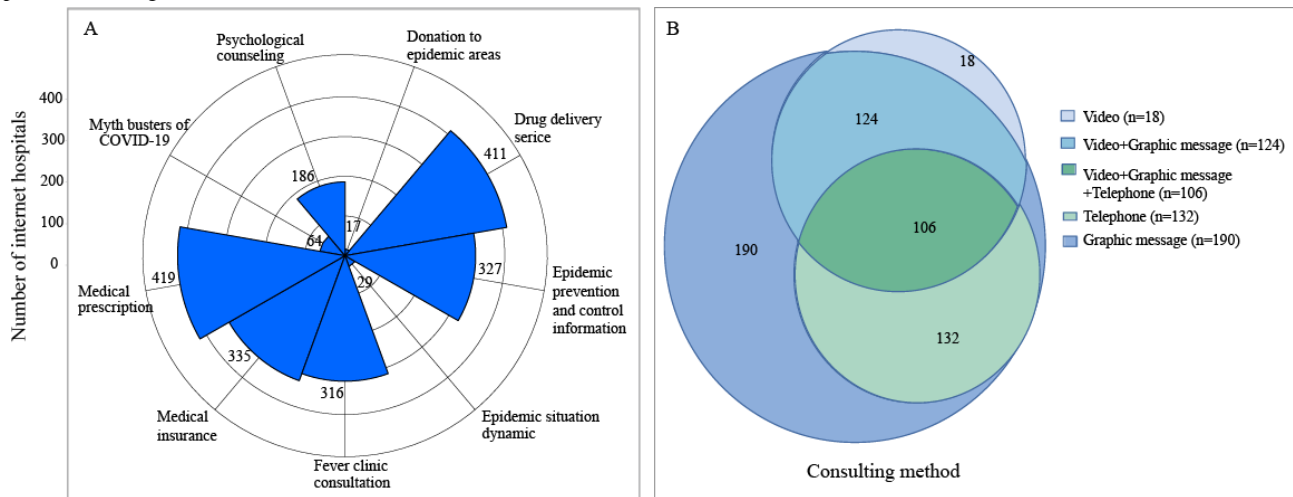 A
Psychological
counseling
Donation to
epidemic areas
Number of internet hospitals
400
300
200
100
0
Myth busters of
COVID-19
Drug delivery
serice
411
186
17
64
327
419
29
Medical
prescription
Epidemic
prevention
and control
information
335
316
Medical
insurance
Epidemic situation
dynamic
Fever clinic
consultation
B
18
124
106
190
132
Video (n=18)
Video+Graphic message (n=124)
Video+Graphic message
+Telephone (n=106)
Telephone (n=132)
Graphic message (n=190)
Consulting method